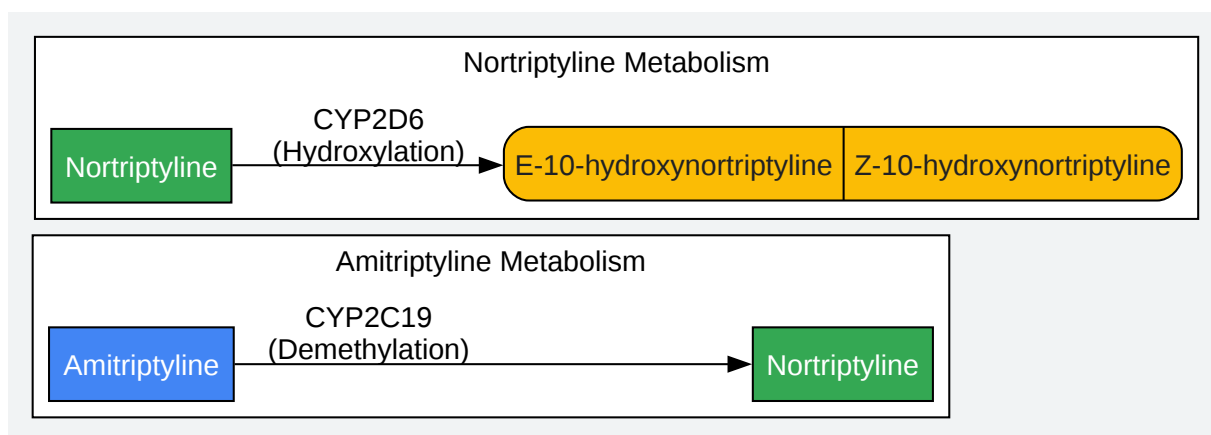 Nortriptyline Metabolism
CYP2D6
(Hydroxylation)
Nortriptyline
E-10-hydroxynortriptyline
Z-10-hydroxynortriptyline
Amitriptyline Metabolism
CYP2C19
(Demethylation)
Amitriptyline
Nortriptyline